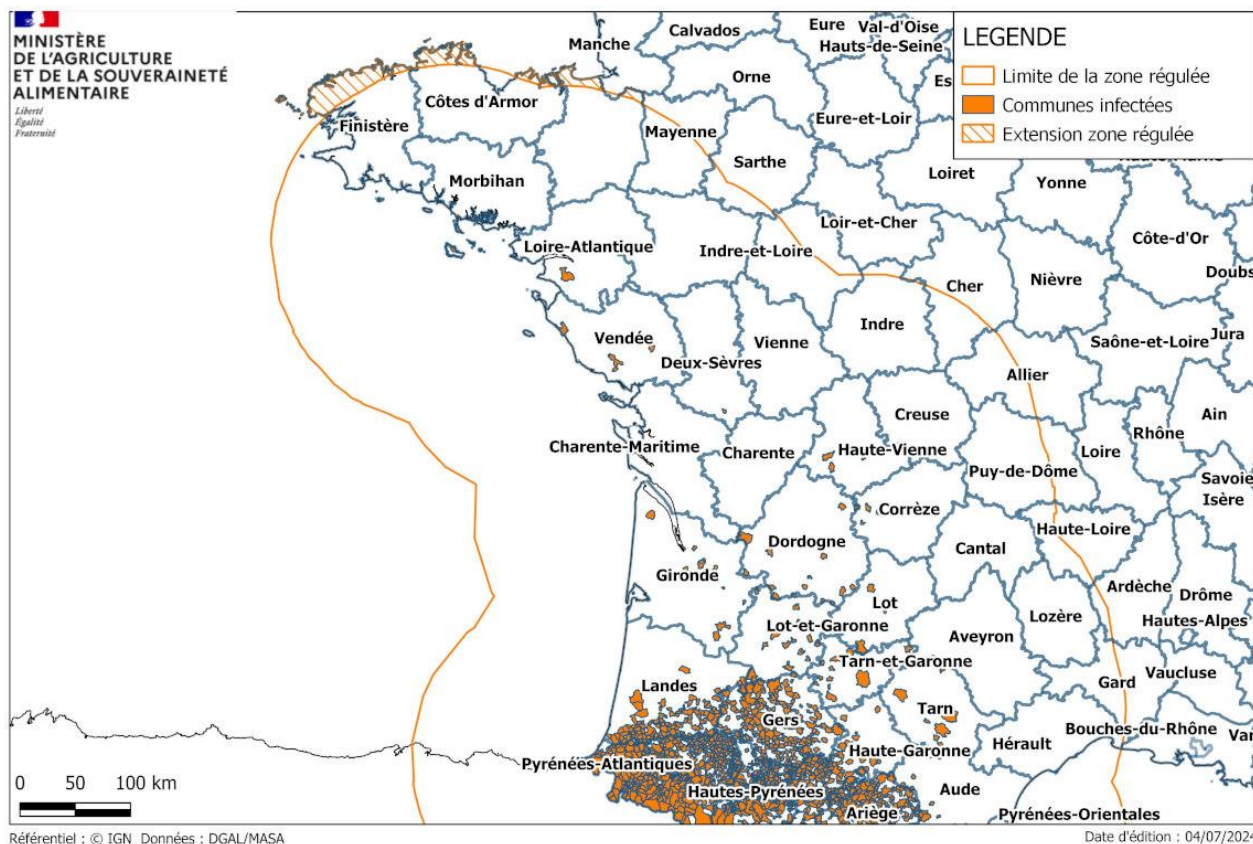 MINISTÈRE
DE L'AGRICULTURE
ET DE LA SOUVERAINETÉ
ALIMENTAIRE
Liberté
Égalité
Fraternité
LEGENDE
Limite de la zone régulée
Communes infectées
Extension zone régulée
Manche
Calvados
Eure
Val-d'Oise
Hauts-de-Seine
Orne
Côtes d'Armor
Finistère
Mayenne
Eure-et-Loir
Sarthe
Morbihan
Loiret
Yonne
Loir-et-Cher
Loire-Atlantique
Indre-et-Loire
Côte-d'Or
Cher
Nièvre
Doubs
Vendée
Vienne
Indre
Saône-et-Loire
Jura
Deux-Sèvres
Allier
Creuse
Ain
Charente-Maritime
Charente
Haute-Vienne
Rhône
Loire
Puy-de-Dôme
Savoie
Isère
Corrèze
Haute-Loire
Dordogne
Cantal
Gironde
Ardèche
Drôme
Lot
Lozère
Hautes-Alpes
Lot-et-Garonne
Aveyron
Tarn-et-Garonne
Vaucluse
Gard
Landes
Tarn
Gers
Bouches-du-Rhône
Haute-Garonne
Hérault
Pyrénées-Atlantiques
Hautes-Pyrénées
Aude
Ariège
Pyrénées-Orientales
0 50 100 km
Référentiel : © IGN Données : DGAL/MASA
Date d'édition : 04/07/2024